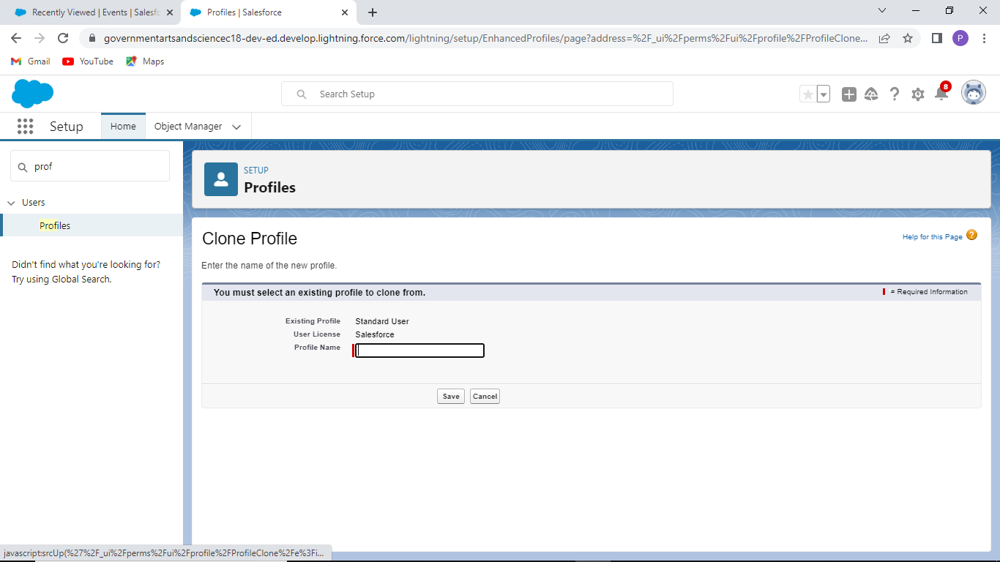 Recently Viewed | Events | Salesfo
Profiles | Salesforce
governmentartsandsciencec18-dev-ed.develop.lightning.force.com/lightning/setup/EnhancedProfiles/page?address=%2F_ui%2Fperms%2Fui%2Fprofile%2FProfileClone...
P
Gmail
YouTube
Maps
Search Setup
8
Setup
Home
Object Manager
prof
Users
Profiles
Didn't find what you're looking for?
Try using Global Search.
SETUP
Profiles
Clone Profile
Help for this Page ?
Enter the name of the new profile.
You must select an existing profile to clone from.
= Required Information
Existing Profile Standard User
User License Salesforce
Profile Name
Save Cancel
javascript:srcUp(%27%2F_ui%2Fperms%2Fui%2Fprofile%2FProfileClone%2Fe%3Fi...